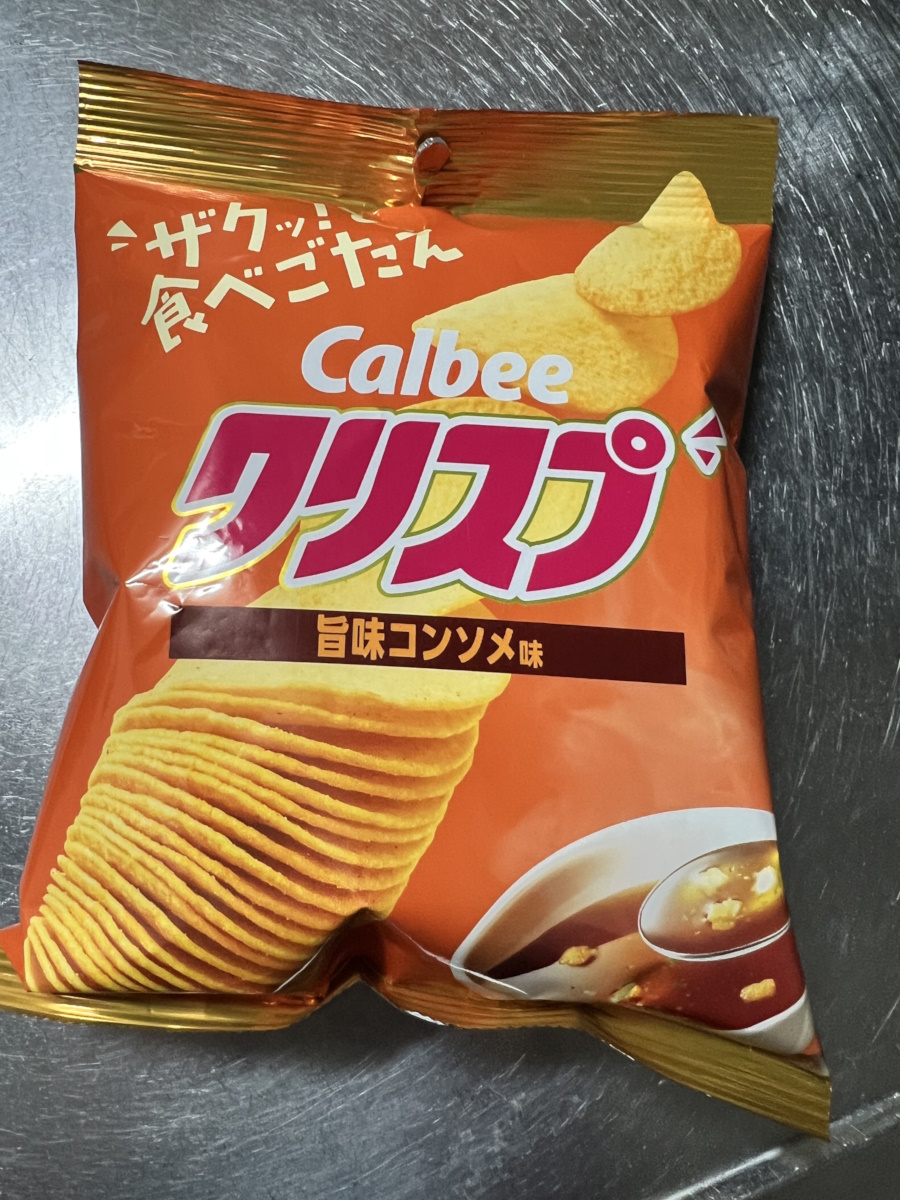 ザクッ!と
食べごたえ
Calbee
クリスプ
旨味コンソメ味